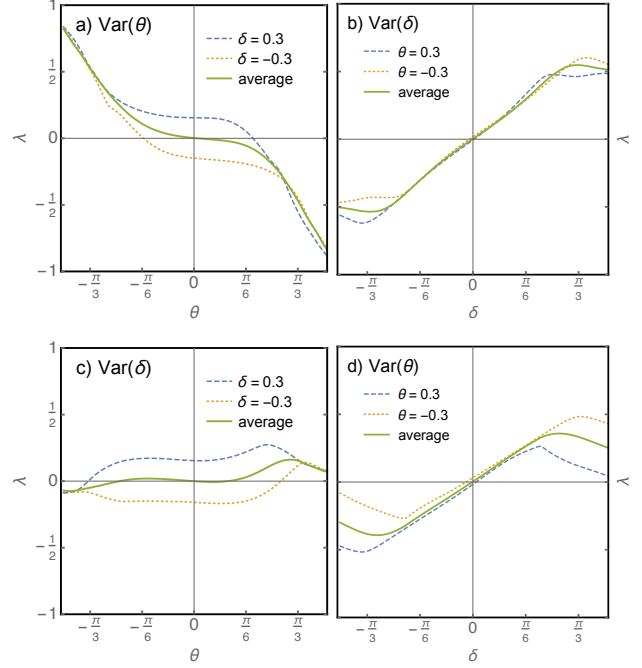 a) Var(θ)
δ = 0.3
δ = −0.3
average
1
1/2
0
−1/2
−1
λ
−π/3
−π/6
0
π/6
π/3
θ
b) Var(δ)
θ = 0.3
θ = −0.3
average
λ
−π/3
−π/6
0
π/6
π/3
δ
c) Var(δ)
δ = 0.3
δ = −0.3
average
1
1/2
0
−1/2
−1
λ
−π/3
−π/6
0
π/6
π/3
θ
d) Var(θ)
θ = 0.3
θ = −0.3
average
λ
−π/3
−π/6
0
π/6
π/3
δ